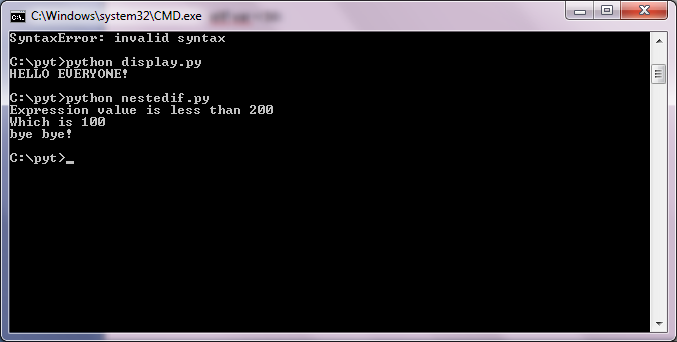 C:\Windows\system32\CMD.exe
SyntaxError: invalid syntax
C:\pyt>python display.py
HELLO EVERYONE!
C:\pyt>python nestedif.py
Expression value is less than 200
Which is 100
bye bye!
C:\pyt>_